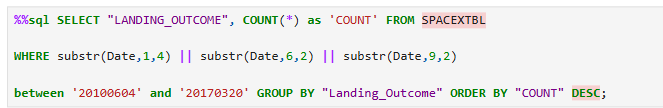 %%sql SELECT "LANDING_OUTCOME", COUNT(*) as 'COUNT' FROM SPACEXTBL
WHERE substr(Date,1,4) || substr(Date,6,2) || substr(Date,9,2)
between '20100604' and '20170320' GROUP BY "Landing_Outcome" ORDER BY "COUNT" DESC;